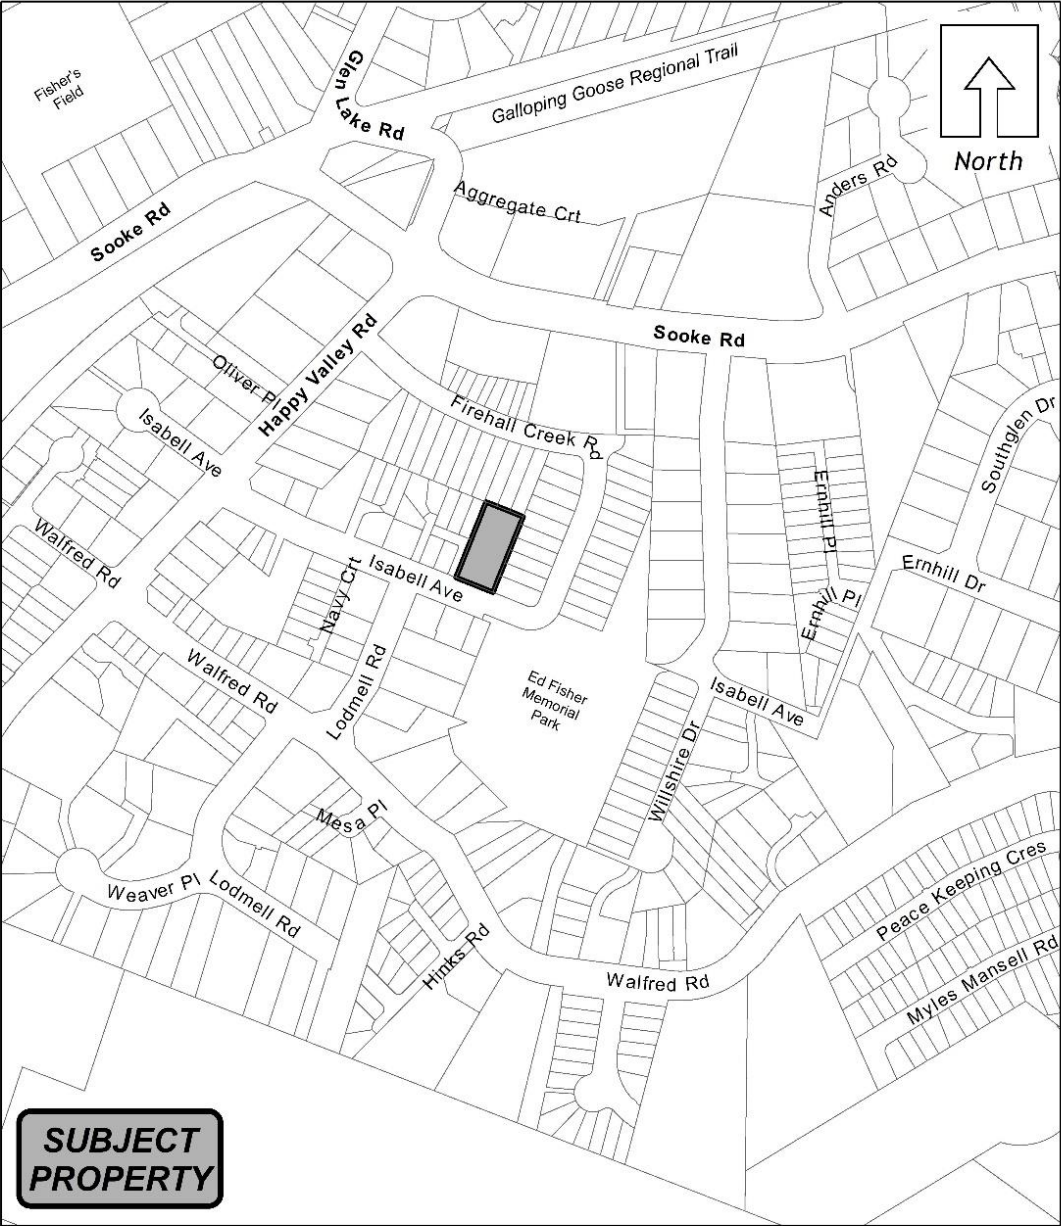 Fisher's
Field
Glen Lake Rd
Galloping Goose Regional Trail
North
Anders Rd
Aggregate Crt
Sooke Rd
Sooke Rd
Happy Valley Rd
Oliver Pl
Isabell Ave
Firehall Creek Rd
Southglen Dr
Ernhill Pl
Walfred Rd
Navy Crt
Isabell Ave
Ernhill Dr
Ernhill Pl
Walfred Rd
Lodmell Rd
Ed Fisher
Memorial
Park
Isabell Ave
Willshire Dr
Mesa Pl
Weaver Pl
Lodmell Rd
Hinks Rd
Walfred Rd
Peace Keeping Cres
Myles Mansell Rd
SUBJECT
PROPERTY